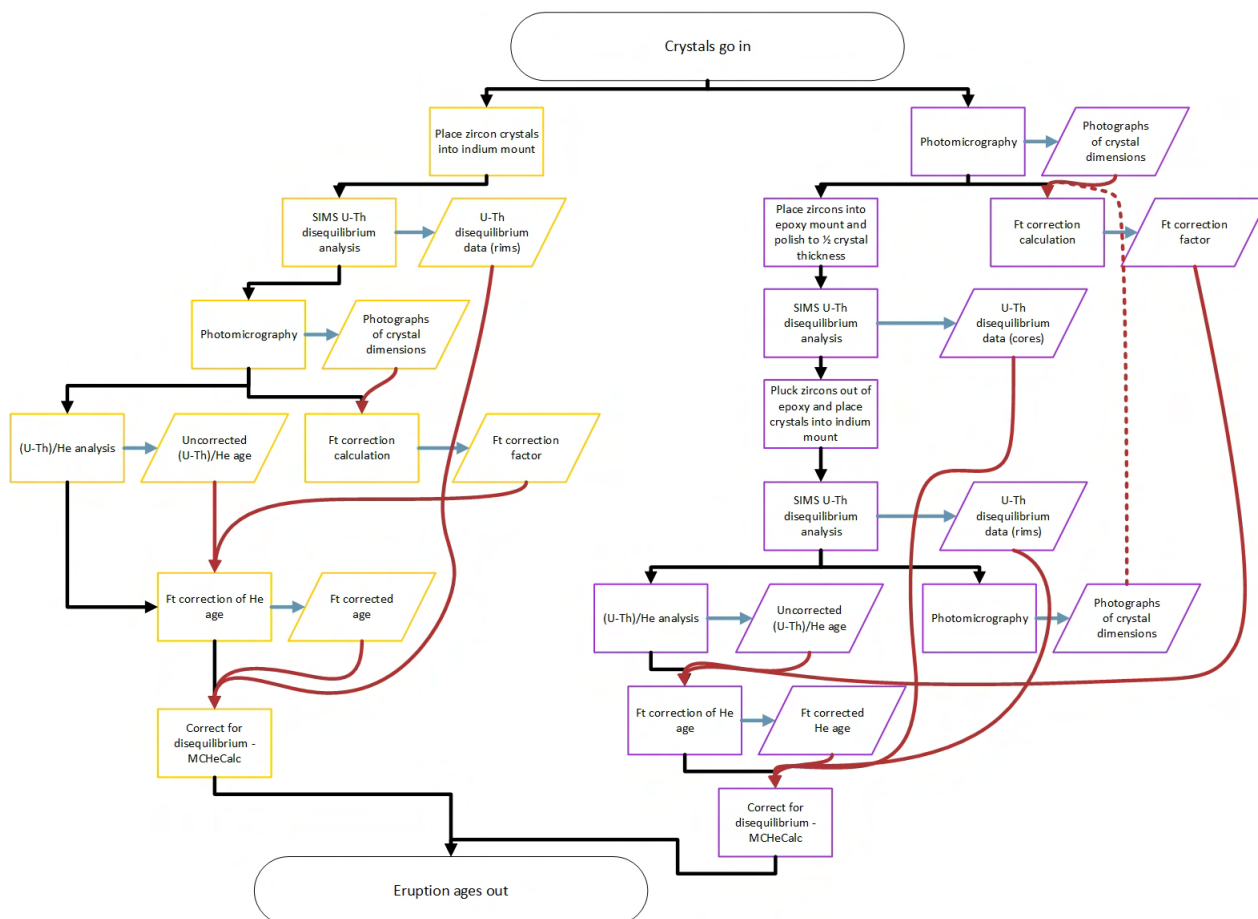 Crystals go in
Place zircon crystals
into indium mount
Photomicrography
Photographs
of crystal
dimensions
SIMS U-Th
disequilibrium
analysis
U-Th
disequilibrium
data (rims)
Place zircons into
epoxy mount and
polish to ½ crystal
thickness
Ft correction
calculation
Ft correction
factor
Photomicrography
Photographs
of crystal
dimensions
SIMS U-Th
disequilibrium
analysis
U-Th
disequilibrium
data (cores)
Pluck zircons out of
epoxy and place
crystals into indium
mount
(U-Th)/He analysis
Uncorrected
(U-Th)/He age
Ft correction
calculation
Ft correction
factor
SIMS U-Th
disequilibrium
analysis
U-Th
disequilibrium
data (rims)
Ft correction of He
age
Ft corrected
age
(U-Th)/He analysis
Uncorrected
(U-Th)/He age
Photomicrography
Photographs
of crystal
dimensions
Ft correction of He
age
Ft corrected
He age
Correct for
disequilibrium -
MCHeCalc
Correct for
disequilibrium -
MCHeCalc
Eruption ages out